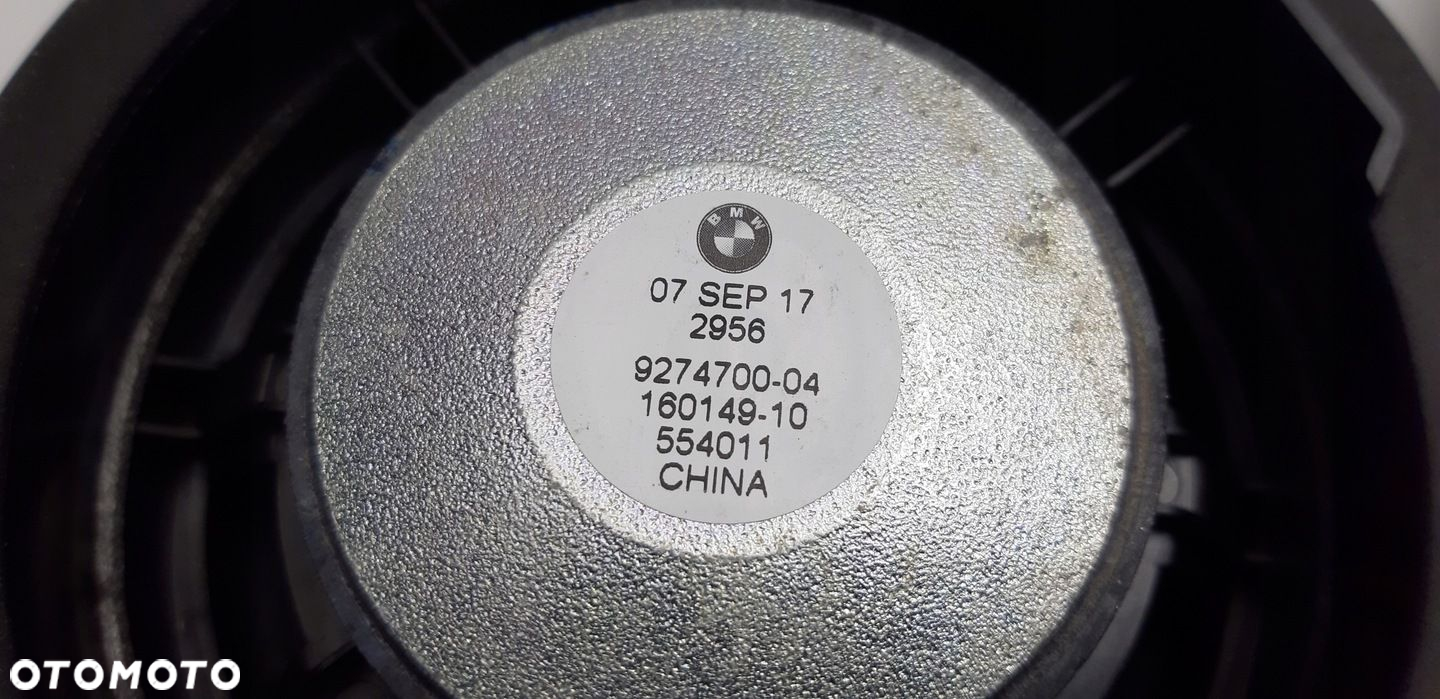 BMW
07 SEP 17
2956
9274700-04
160149-10
554011
CHINA
OTOMOTO